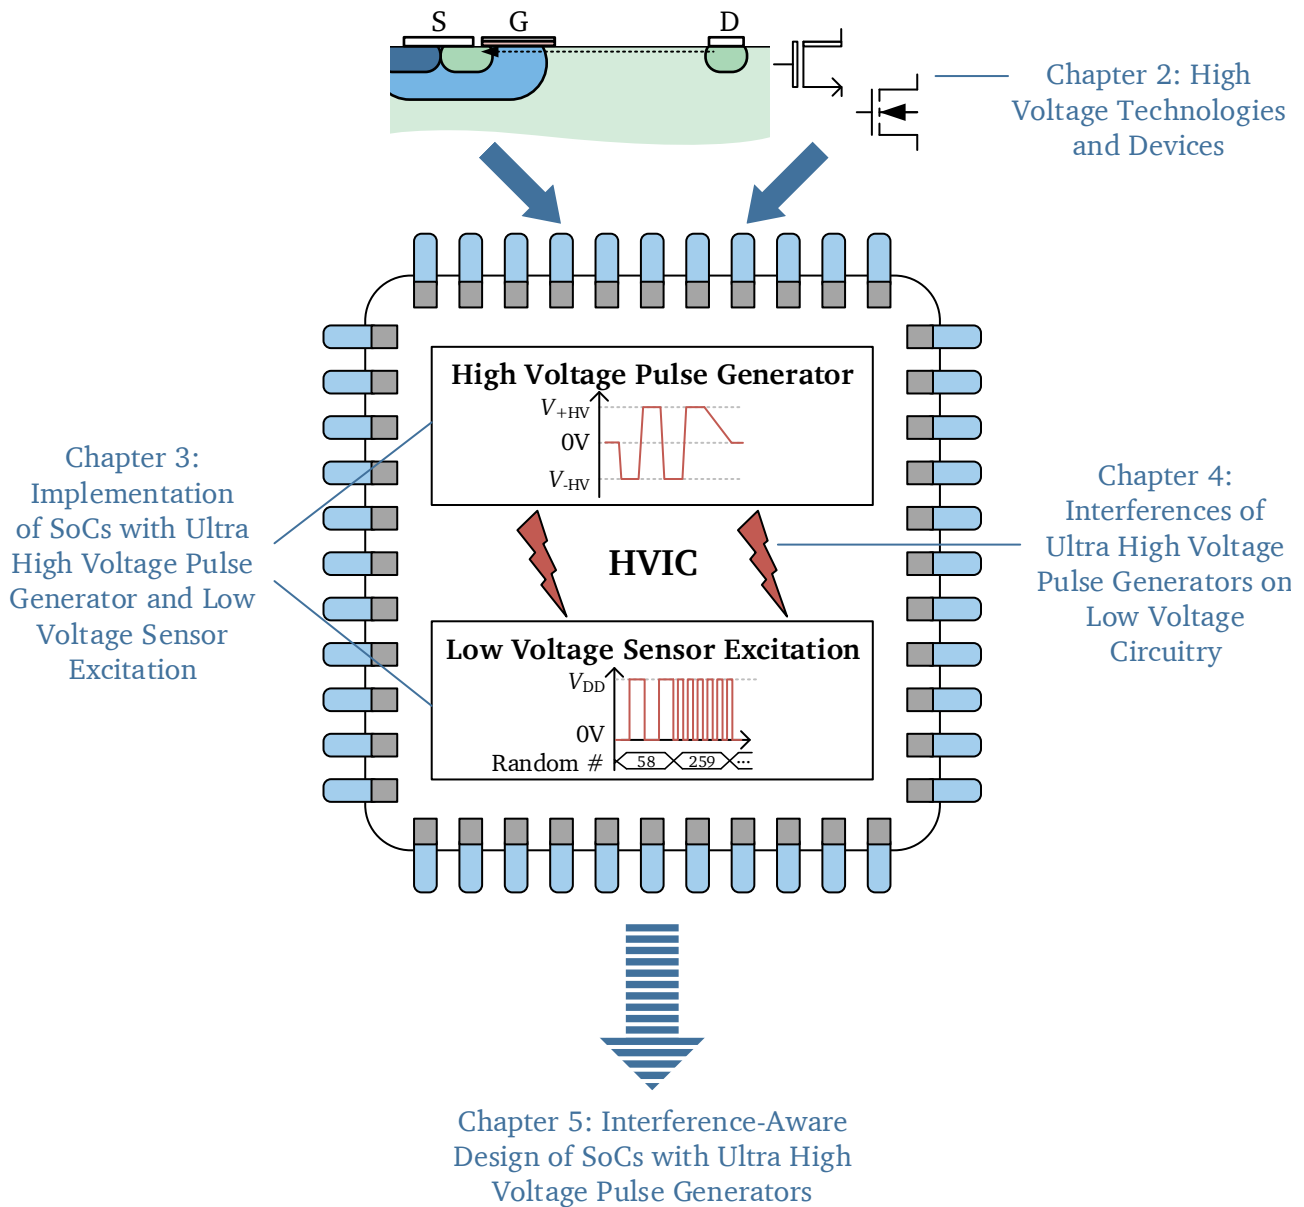 S G D
Chapter 2: High
Voltage Technologies
and Devices
High Voltage Pulse Generator
V+HV
0V
V-HV
Chapter 3:
Implementation
of SoCs with Ultra
High Voltage Pulse
Generator and Low
Voltage Sensor
Excitation
HVIC
Chapter 4:
Interferences of
Ultra High Voltage
Pulse Generators on
Low Voltage
Circuitry
Low Voltage Sensor Excitation
VDD
0V
Random # 58 259 ...
Chapter 5: Interference-Aware
Design of SoCs with Ultra High
Voltage Pulse Generators